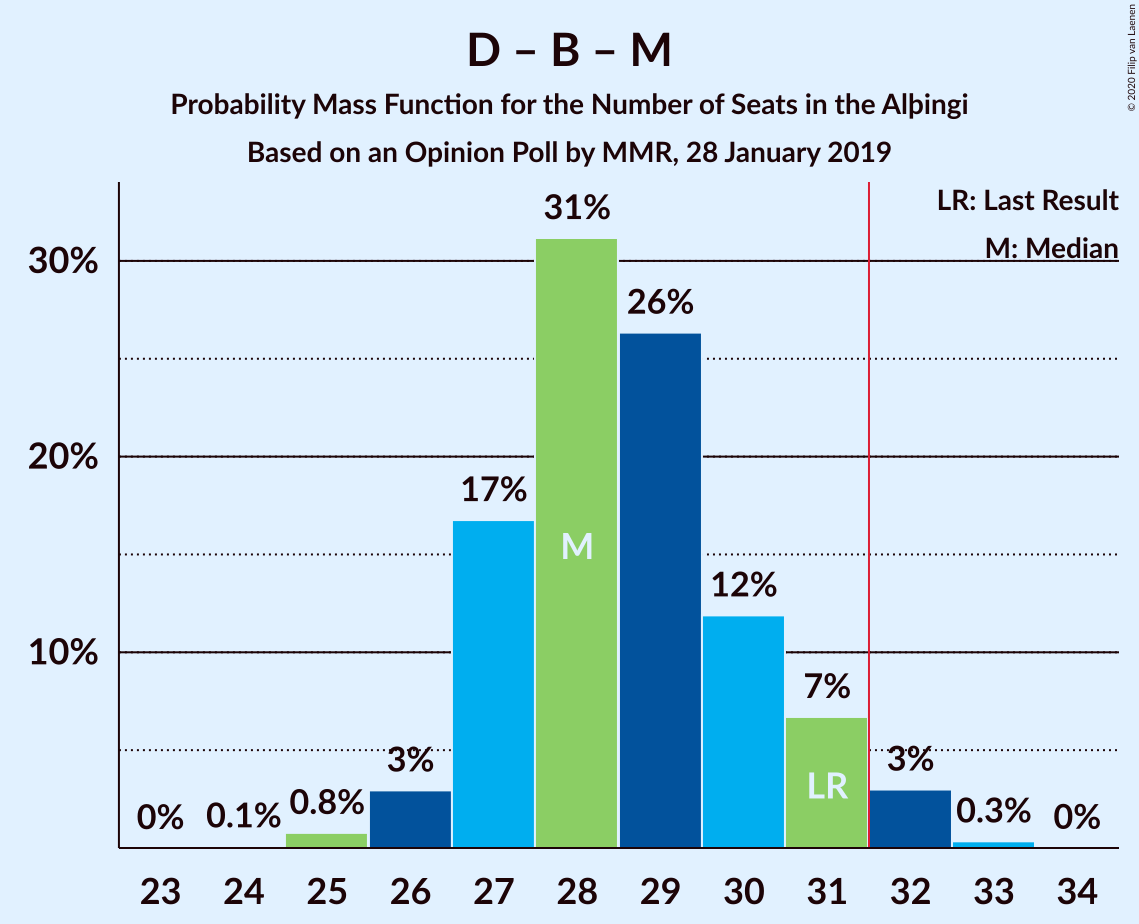 D – B – M
Probability Mass Function for the Number of Seats in the Alþingi
Based on an Opinion Poll by MMR, 28 January 2019
© 2020 Filip van Laenen
LR: Last Result
M: Median
30%
20%
10%
0%
0.1%
0.8%
3%
17%
31%
26%
12%
7%
3%
0.3%
0%
M
LR
23 24 25 26 27 28 29 30 31 32 33 34